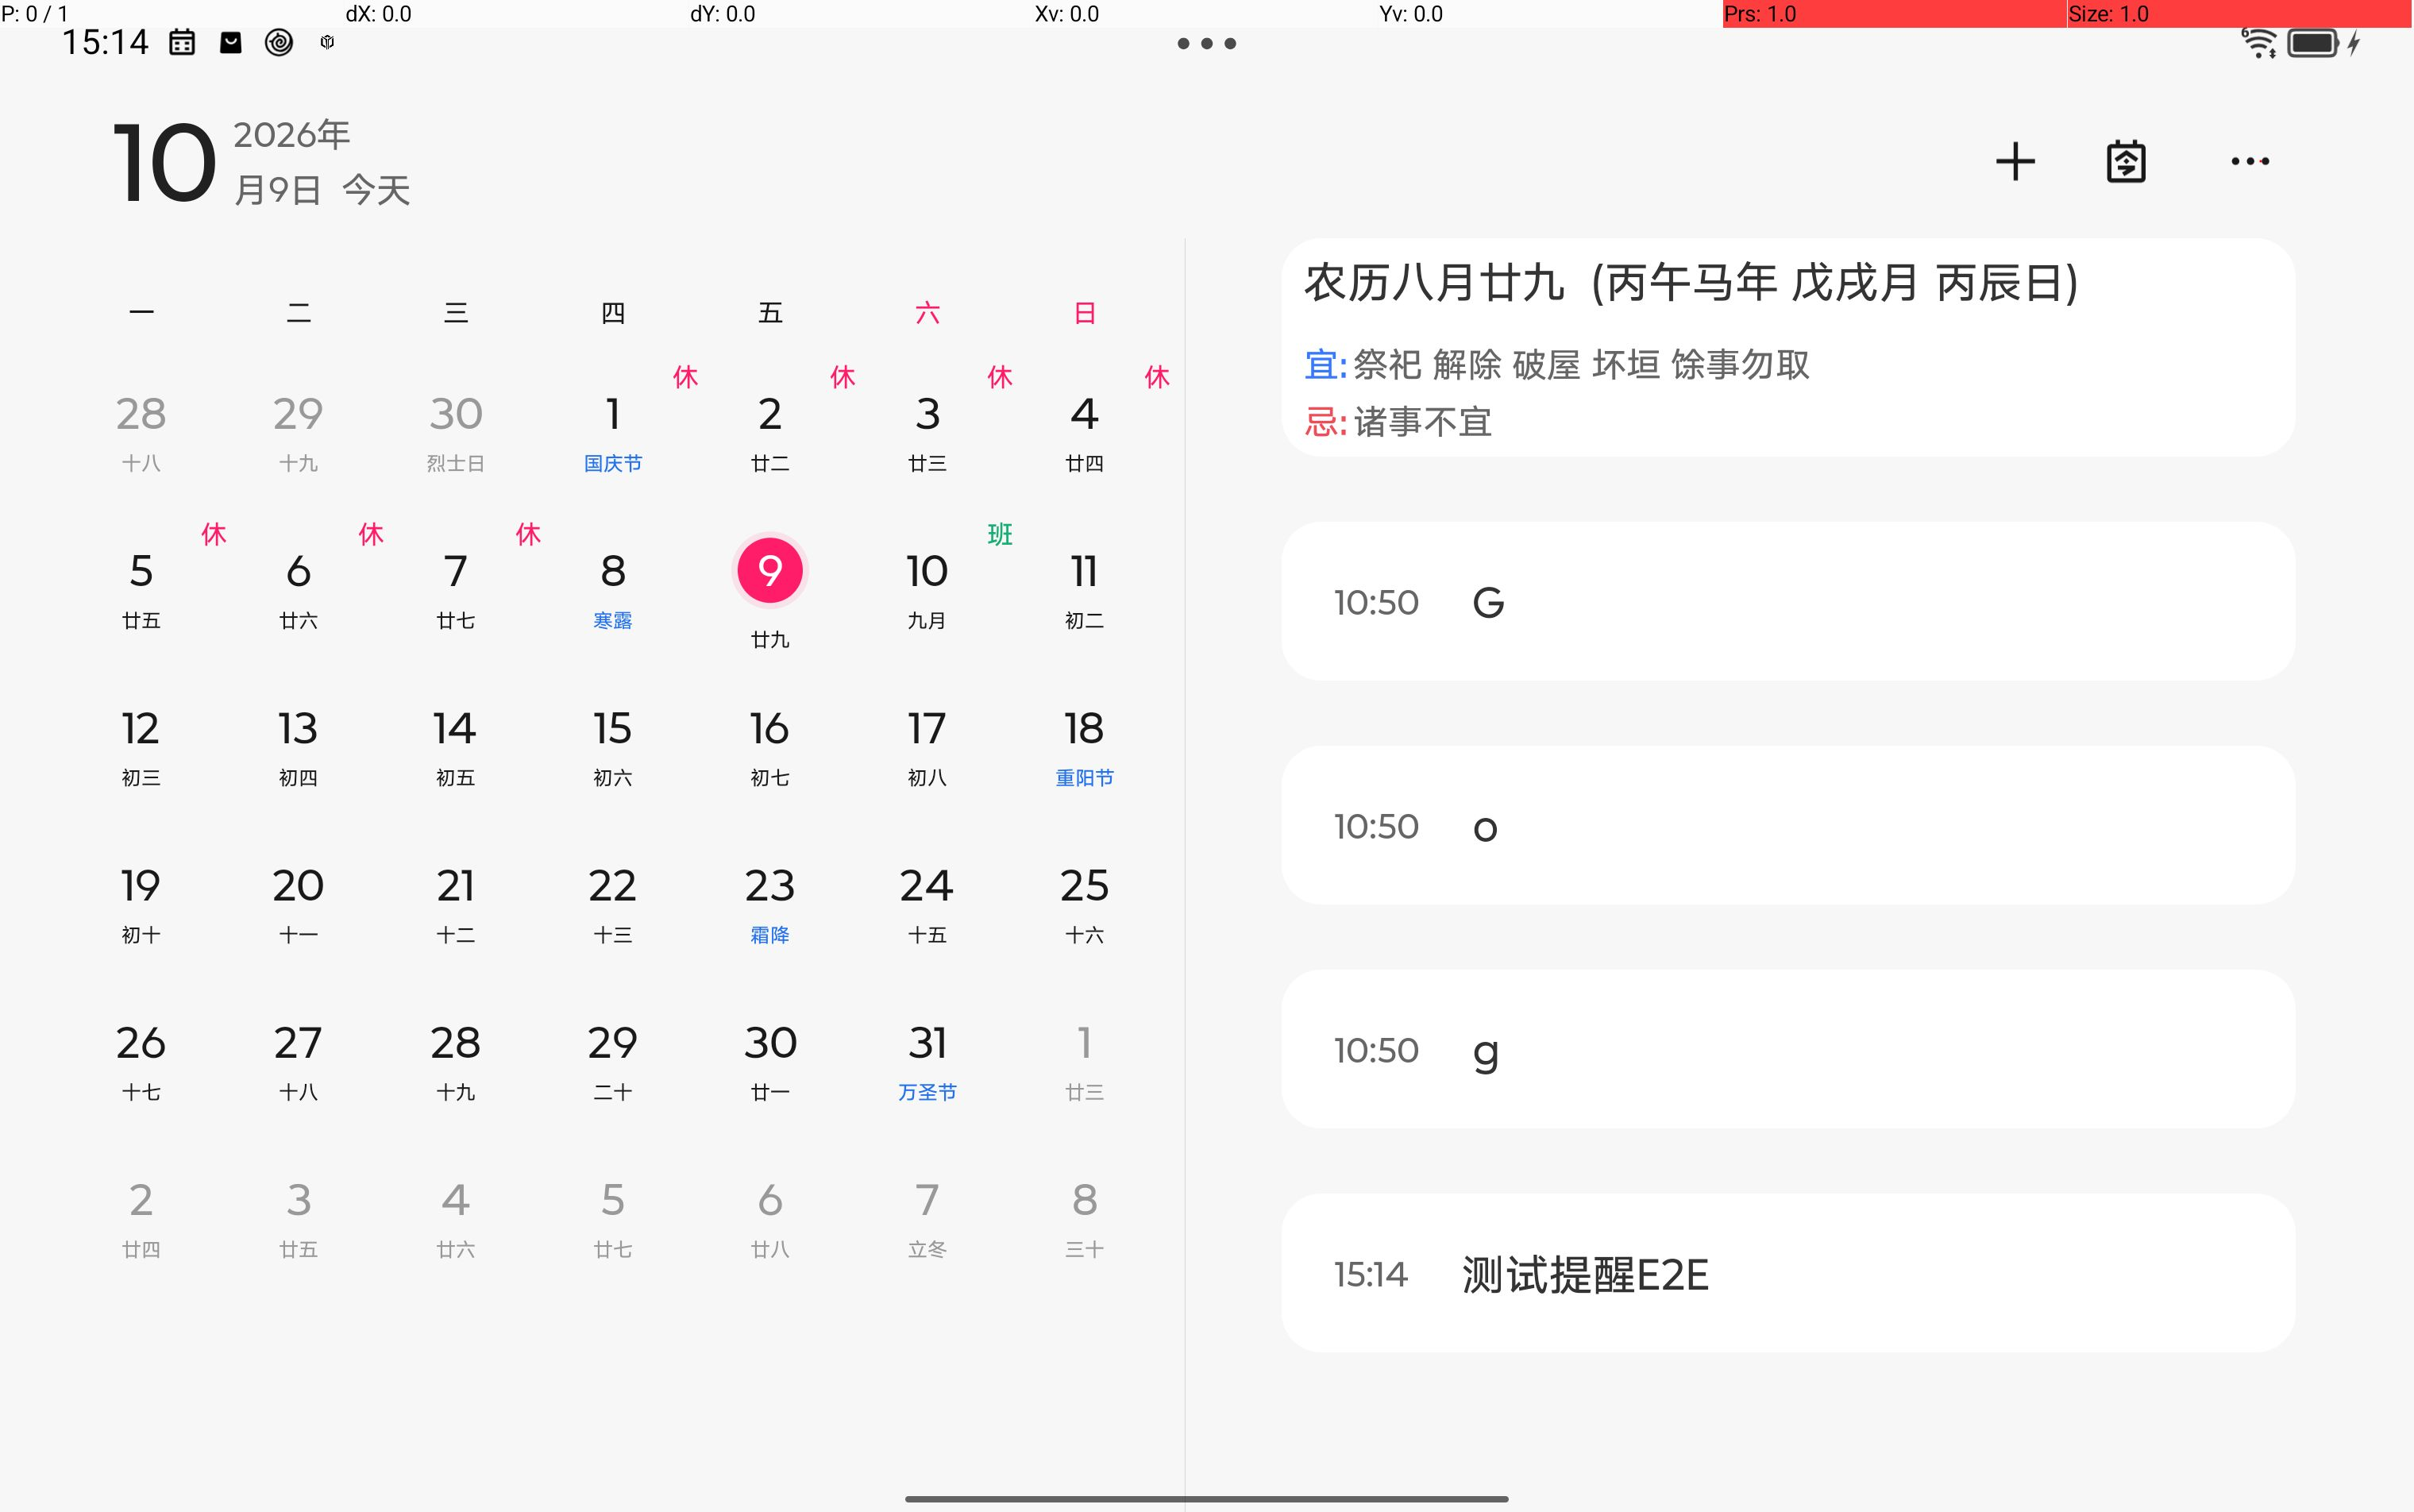 P: 0 / 1 dX: 0.0 dY: 0.0 Xv: 0.0 Yv: 0.0 Prs: 1.0 Size: 1.0
15:14
6
10
2026年
月9日 今天
一 二 三 四 五 六 日
休 休 休 休
28 29 30 1 2 3 4
十八 十九 烈士日 国庆节 廿二 廿三 廿四
休 休 休 班
5 6 7 8 9 10 11
廿五 廿六 廿七 寒露 廿九 九月 初二
12 13 14 15 16 17 18
初三 初四 初五 初六 初七 初八 重阳节
19 20 21 22 23 24 25
初十 十一 十二 十三 霜降 十五 十六
26 27 28 29 30 31 1
十七 十八 十九 二十 廿一 万圣节 廿三
2 3 4 5 6 7 8
廿四 廿五 廿六 廿七 廿八 立冬 三十
今
农历八月廿九 (丙午马年 戊戌月 丙辰日)
宜: 祭祀 解除 破屋 坏垣 馀事勿取
忌: 诸事不宜
10:50 G
10:50 o
10:50 g
15:14 测试提醒E2E